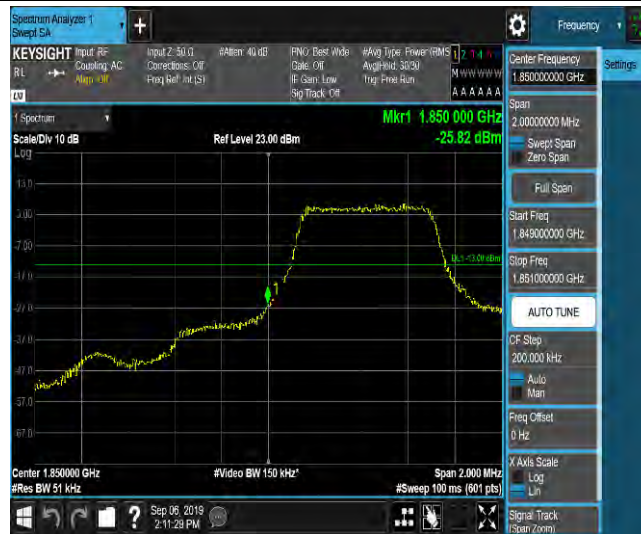 Spectrum Analyzer 1
Swept SA
Frequency
KEYSIGHT
RL
Input: RF
Coupling: AC
Align: Off
Input Z: 50 Ω
Corrections: Off
Freq Ref: Int (S)
#Atten: 40 dB
PNO: Best Wide
Gate: Off
IF Gain: Low
Sig Track: Off
#Avg Type: Power (RMS
Avg|Hold: 30/30
Trig: Free Run
M W W W W W
A A A A A A
LXI
1 Spectrum
Scale/Div 10 dB
Log
Ref Level 23.00 dBm
Mkr1 1.850 000 GHz
-25.82 dBm
13.0
3.00
-7.00
-17.0
-27.0
-37.0
-47.0
-57.0
-67.0
DL1 -13.00 dBm
1
Center 1.850000 GHz
#Res BW 51 kHz
#Video BW 150 kHz*
Span 2.000 MHz
#Sweep 100 ms (601 pts)
Center Frequency
1.850000000 GHz
Settings
Span
2.00000000 MHz
Swept Span
Zero Span
Full Span
Start Freq
1.849000000 GHz
Stop Freq
1.851000000 GHz
AUTO TUNE
CF Step
200.000 kHz
Auto
Man
Freq Offset
0 Hz
X Axis Scale
Log
Lin
Signal Track
(Span Zoom)
?
Sep 06, 2019
2:11:29 PM